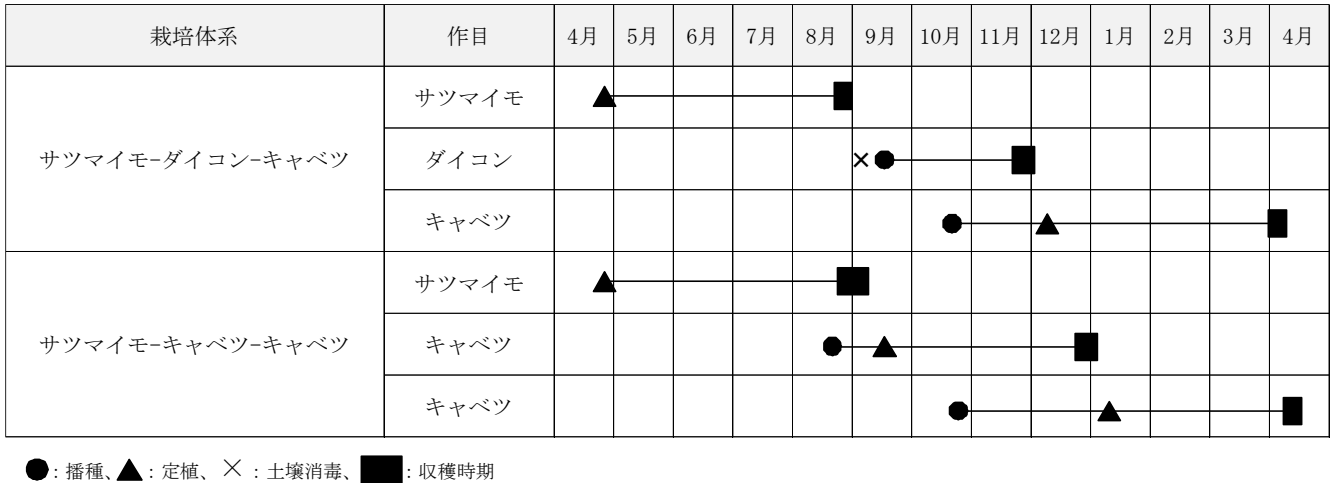 栽培体系 作目 4月 5月 6月 7月 8月 9月 10月 11月 12月 1月 2月 3月 4月
サツマイモ
サツマイモ-ダイコン-キャベツ ダイコン
キャベツ
サツマイモ
サツマイモ-キャベツ-キャベツ キャベツ
キャベツ
●：播種、▲：定植、×：土壌消毒、■：収穫時期